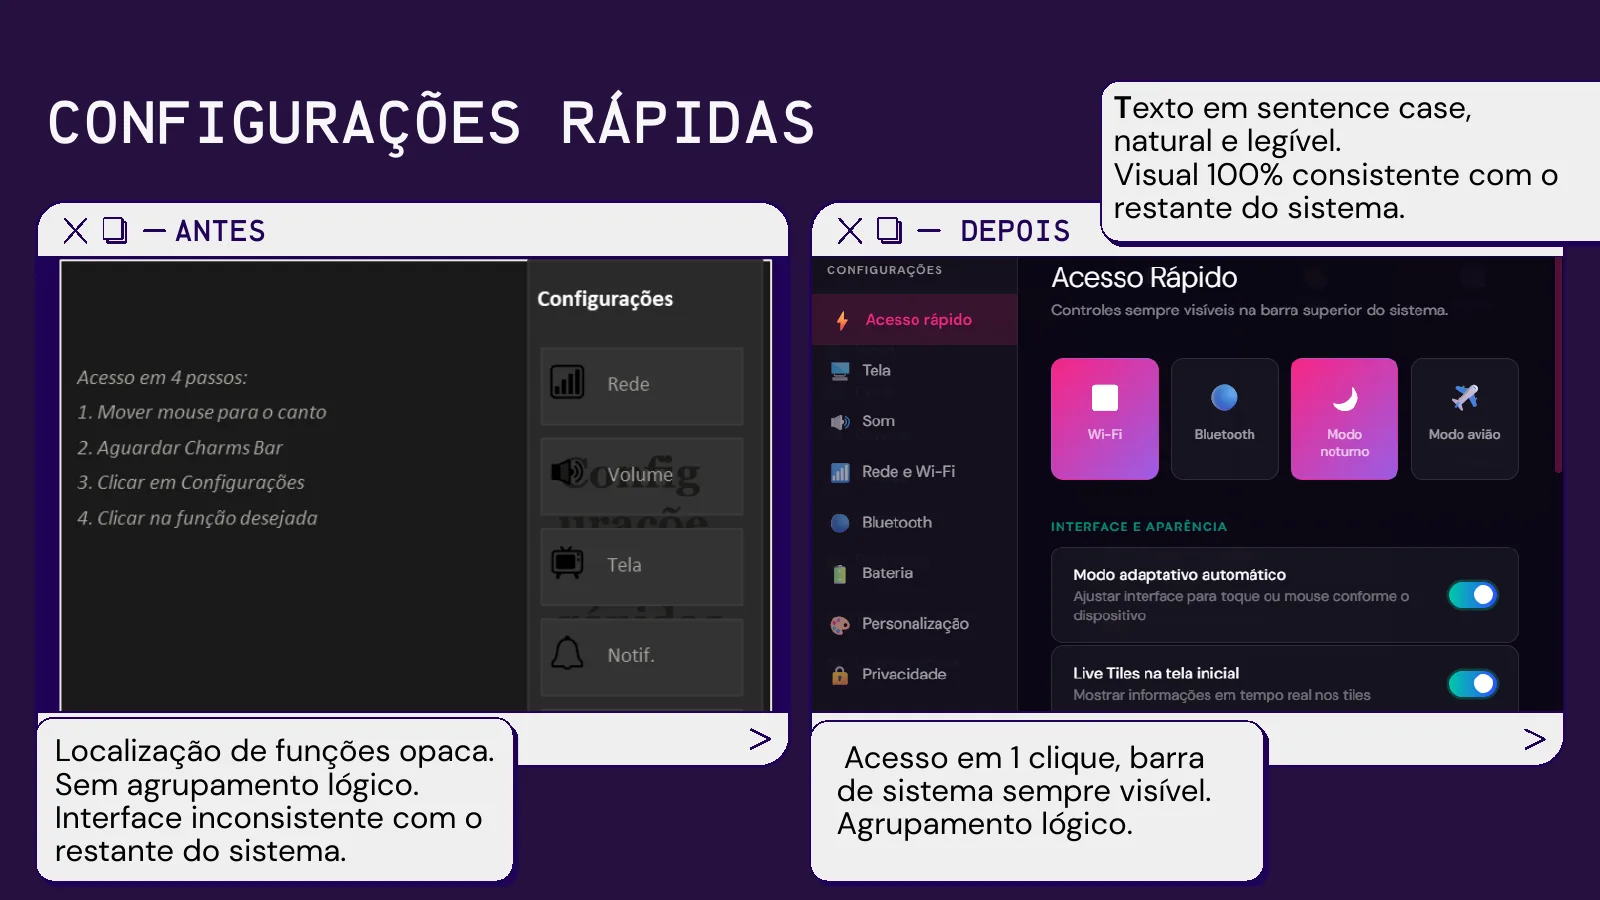 CONFIGURAÇÕES RÁPIDAS
Texto em sentence case,
natural e legível.
Visual 100% consistente com o
restante do sistema.
ANTES
Configurações
Acesso em 4 passos:
1. Mover mouse para o canto
2. Aguardar Charms Bar
3. Clicar em Configurações
4. Clicar na função desejada
Rede
Volume
Config
uraçõe
Tela
Notif.
Localização de funções opaca.
Sem agrupamento lógico.
Interface inconsistente com o
restante do sistema.
DEPOIS
CONFIGURAÇÕES
Acesso rápido
Tela
Som
Rede e Wi-Fi
Bluetooth
Bateria
Personalização
Privacidade
Acesso Rápido
Controles sempre visíveis na barra superior do sistema.
Wi-Fi
Bluetooth
Modo
noturno
Modo avião
INTERFACE E APARÊNCIA
Modo adaptativo automático
Ajustar interface para toque ou mouse conforme o
dispositivo
Live Tiles na tela inicial
Mostrar informações em tempo real nos tiles
Acesso em 1 clique, barra
de sistema sempre visível.
Agrupamento lógico.